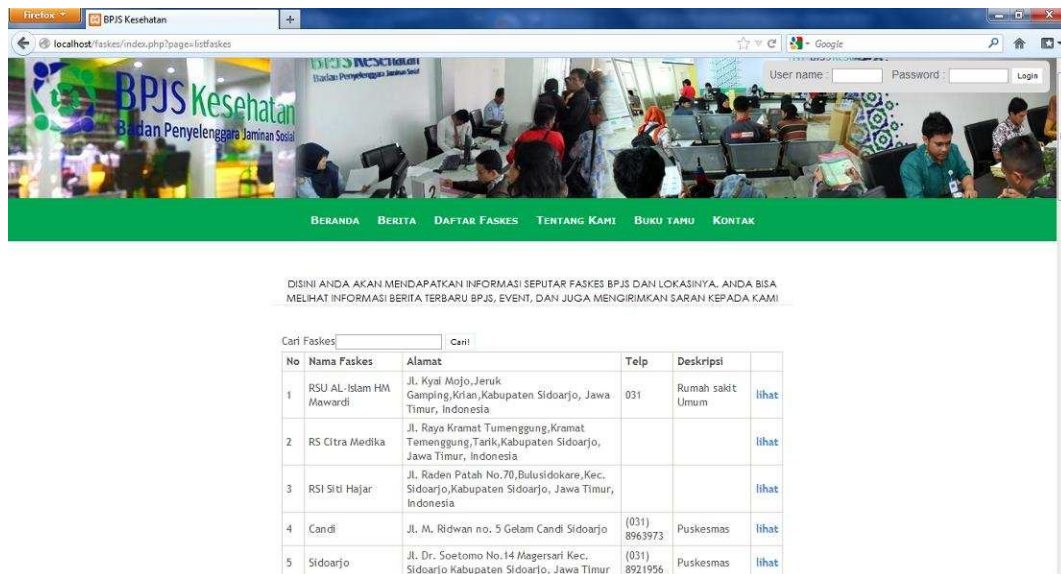 Firefox
BPJS Kesehatan
+
localhost/faskes/index.php?page=listfaskes
Google
BPJS Kesehatan
Badan Penyelenggara Jaminan Sosial
BPJS Kesehatan
Badan Penyelenggara Jaminan Sosial
2
User name :
Password :
Login
BERANDA BERITA DAFTAR FASKES TENTANG KAMI BUKU TAMU KONTAK
DISINI ANDA AKAN MENDAPATKAN INFORMASI SEPUTAR FASKES BPJS DAN LOKASINYA. ANDA BISA
MELIHAT INFORMASI BERITA TERBARU BPJS, EVENT, DAN JUGA MENGIRIMKAN SARAN KEPADA KAMI
Cari Faskes
Cari!
No Nama Faskes Alamat Telp Deskripsi
1 RSU AL-Islam HM Mawardi
Jl. Kyai Mojo,Jeruk
Gamping,Krian,Kabupaten Sidoarjo, Jawa
Timur, Indonesia
031
Rumah sakit
Umum
lihat
2 RS Citra Medika
Jl. Raya Kramat Tumenggung,Kramat
Temenggung,Tarik,Kabupaten Sidoarjo,
Jawa Timur, Indonesia
lihat
3 RSI Siti Hajar
Jl. Raden Patah No.70,Bulusidokare,Kec.
Sidoarjo,Kabupaten Sidoarjo, Jawa Timur,
Indonesia
lihat
4 Candi
Jl. M. Ridwan no. 5 Gelam Candi Sidoarjo
(031)
8963973
Puskesmas
lihat
5 Sidoarjo
Jl. Dr. Soetomo No.14 Magersari Kec.
Sidoarjo Kabupaten Sidoarjo, Jawa Timur
(031)
8921956
Puskesmas
lihat